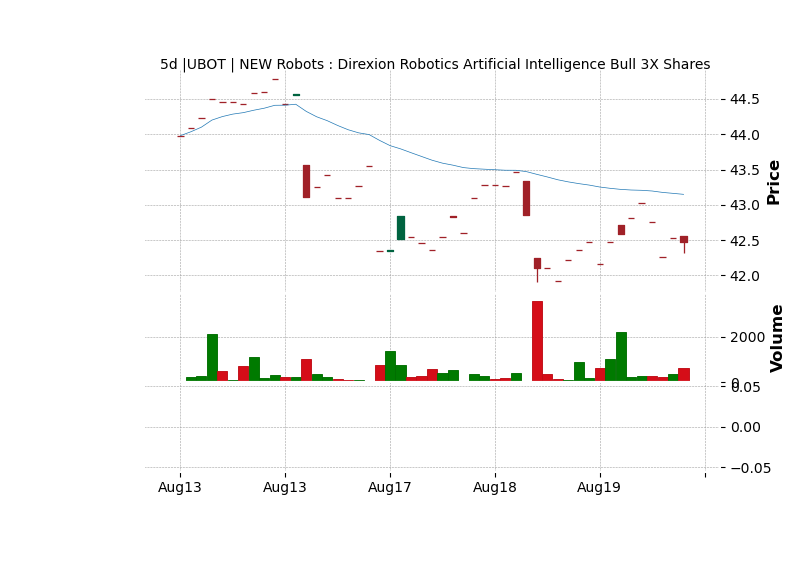 5d |UBOT | NEW Robots : Direxion Robotics Artificial Intelligence Bull 3X Shares
44.5
44.0
43.5
43.0
42.5
42.0
Price
2000
0
Volume
0.05
0.00
−0.05
Aug13 Aug13 Aug17 Aug18 Aug19